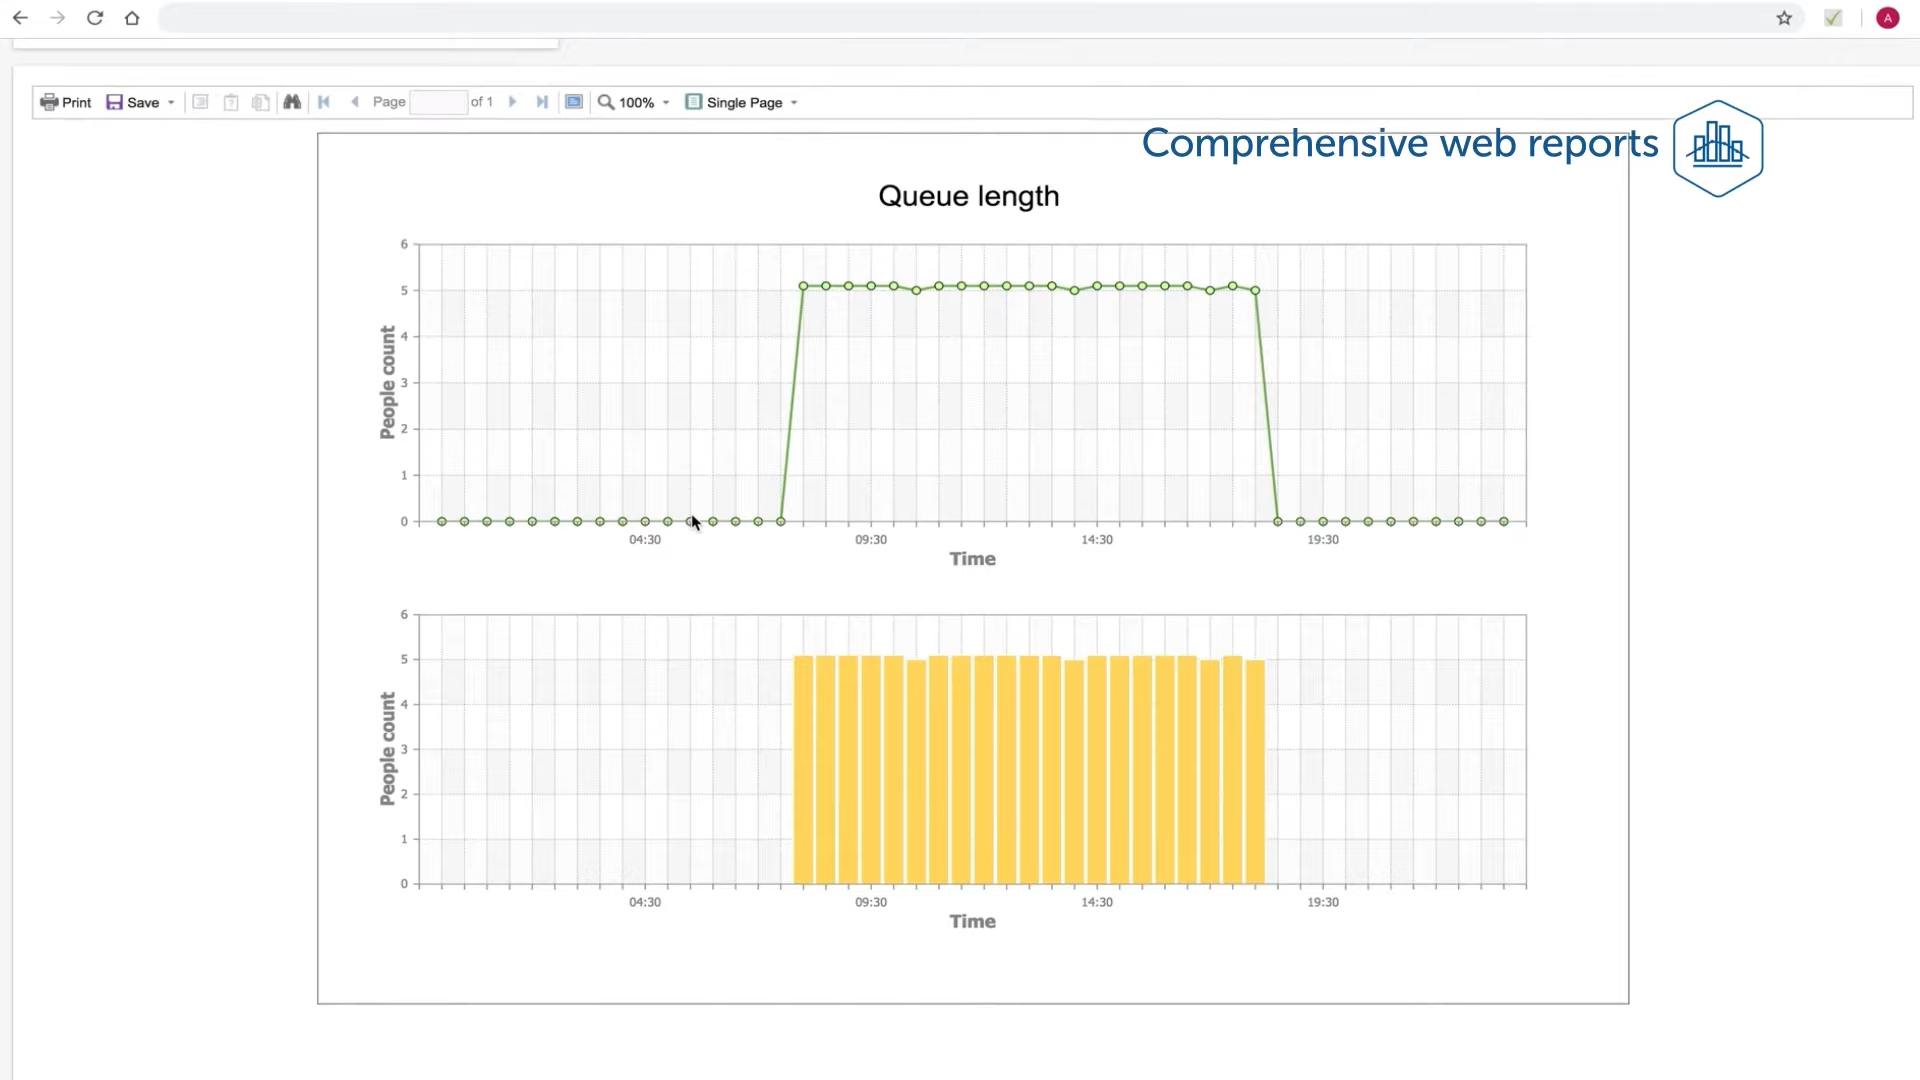 A
Print Save Page of 1 100% Single Page
Comprehensive web reports
Queue length
6
5
4
3
2
1
0
People count
04:30 09:30 14:30 19:30
Time
6
5
4
3
2
1
0
People count
04:30 09:30 14:30 19:30
Time